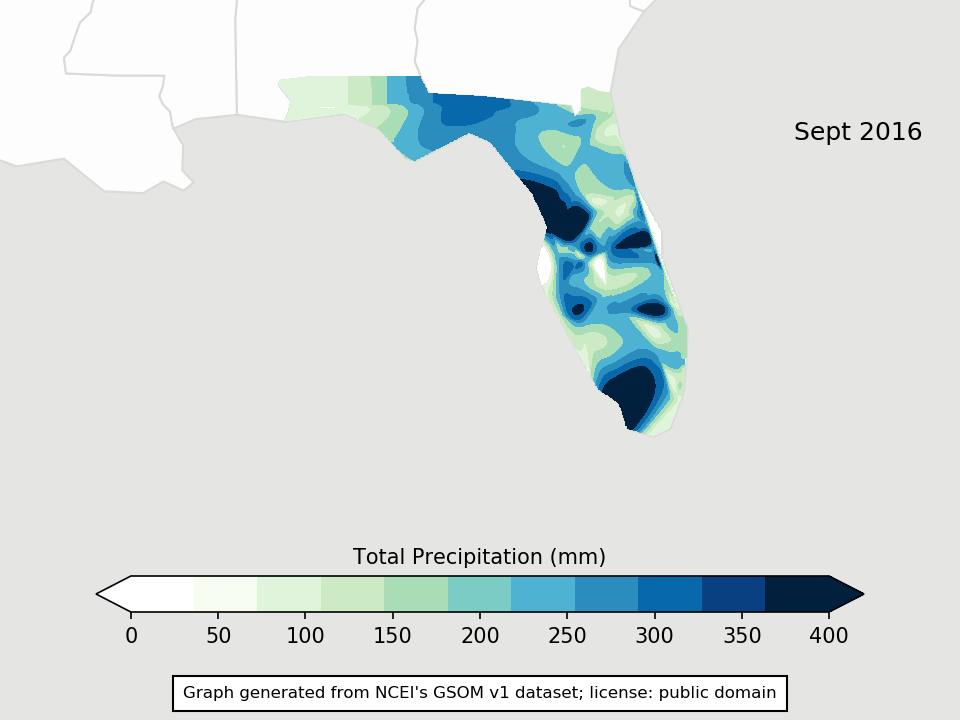 Sept 2016
Total Precipitation (mm)
0 50 100 150 200 250 300 350 400
Graph generated from NCEI's GSOM v1 dataset; license: public domain